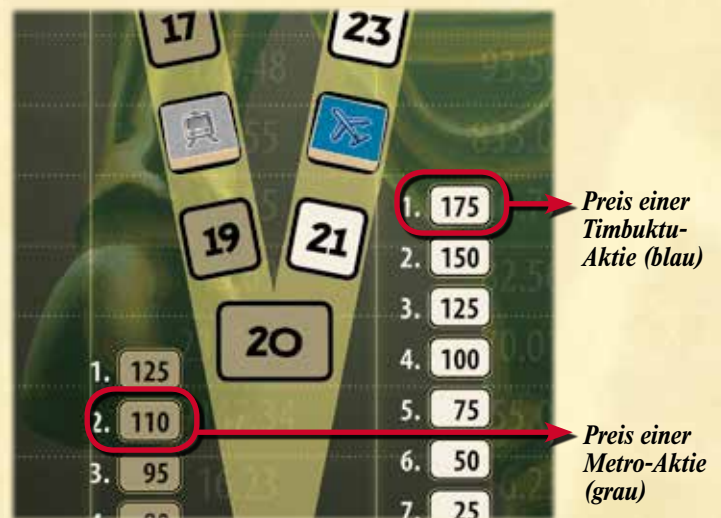 17
23
19
21
20
1. 175
2. 150
3. 125
4. 100
5. 75
6. 50
7. 25
1. 125
2. 110
3. 95
Preis einer
Timbuktu-
Aktie (blau)
Preis einer
Metro-Aktie
(grau)